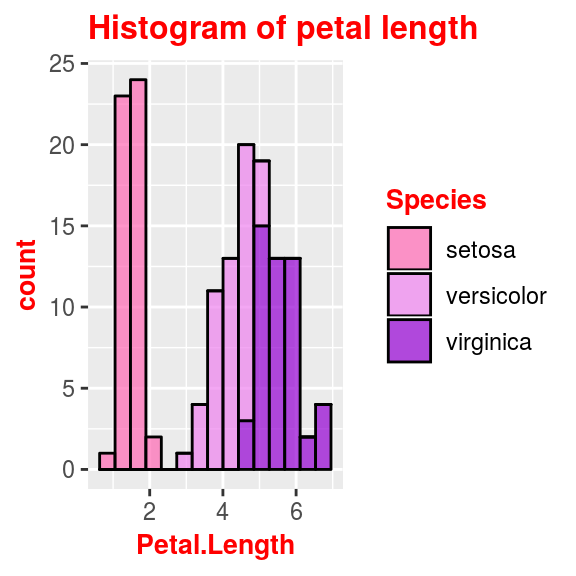 Histogram of petal length
25
20
15
10
5
0
count
2 4 6
Petal.Length
Species
setosa
versicolor
virginica